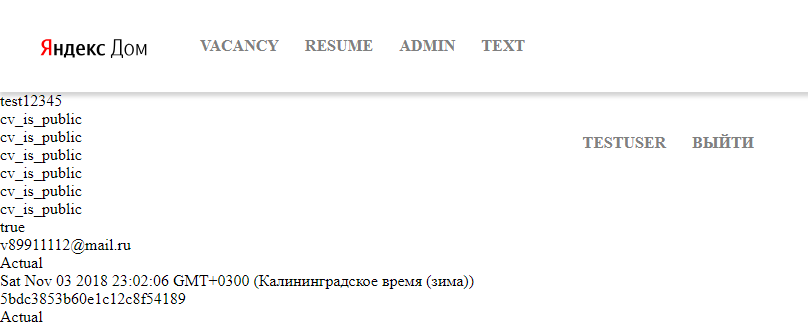 Яндекс Дом VACANCY RESUME ADMIN TEXT
test12345
cv_is_public
cv_is_public
TESTUSER ВЫЙТИ
cv_is_public
cv_is_public
cv_is_public
cv_is_public
true
v89911112@mail.ru
Actual
Sat Nov 03 2018 23:02:06 GMT+0300 (Калининградское время (зима))
5bdc3853b60e1c12c8f54189
Actual